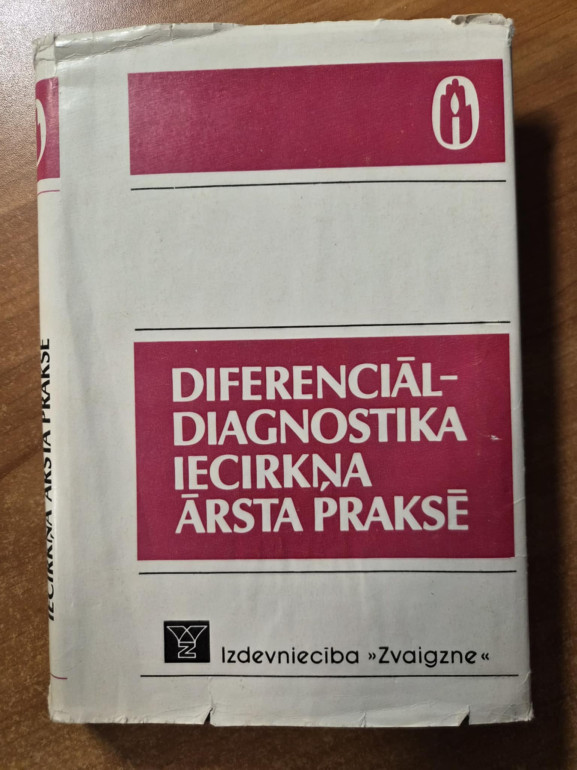 DIFERENCIĀL-
DIAGNOSTIKA
IECIRKŅA
ĀRSTA PRAKSĒ
Izdevniecība »Zvaigzne«
IECIRKŅA ĀRSTA PRAKSĒ